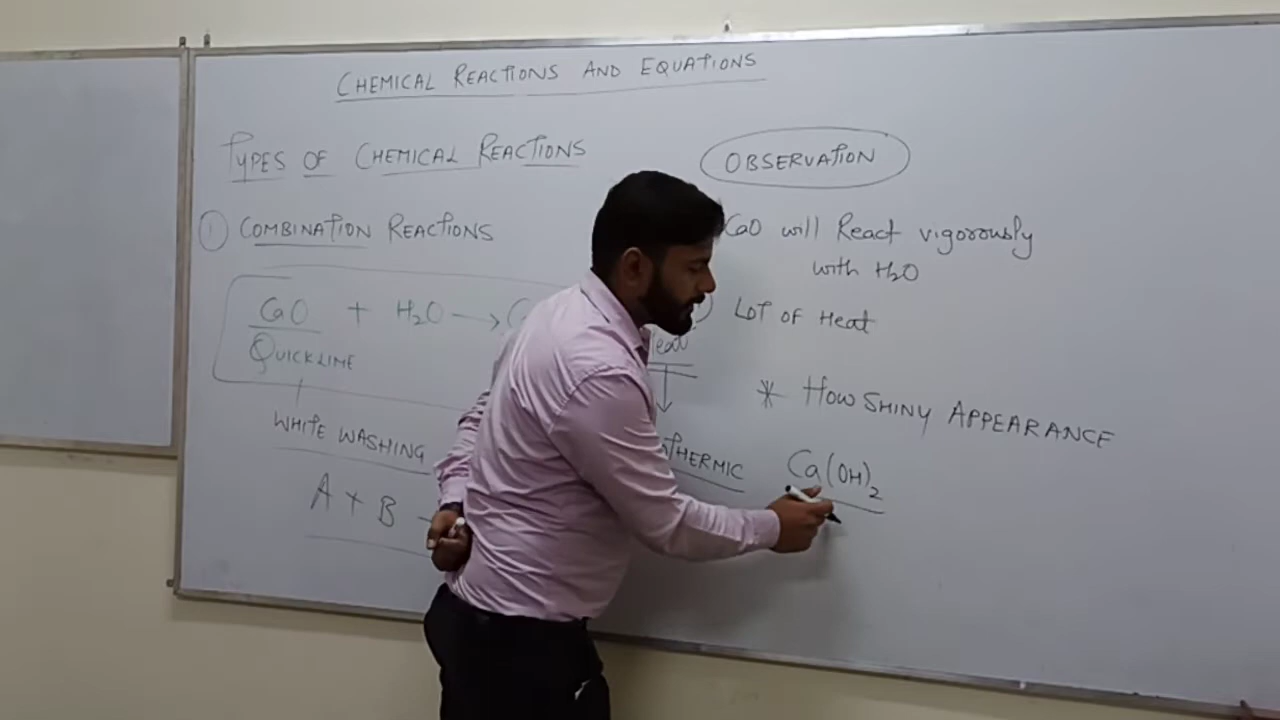 CHEMICAL REACTIONS AND EQUATIONS
TYPES OF CHEMICAL REACTIONS
① COMBINATION REACTIONS
CaO + H₂O →
QUICKLIME
WHITE WASHING
A + B
OBSERVATION
CaO will React vigorously
with H₂O
LOT OF Heat
* HOW SHINY APPEARANCE
Ca(OH)₂